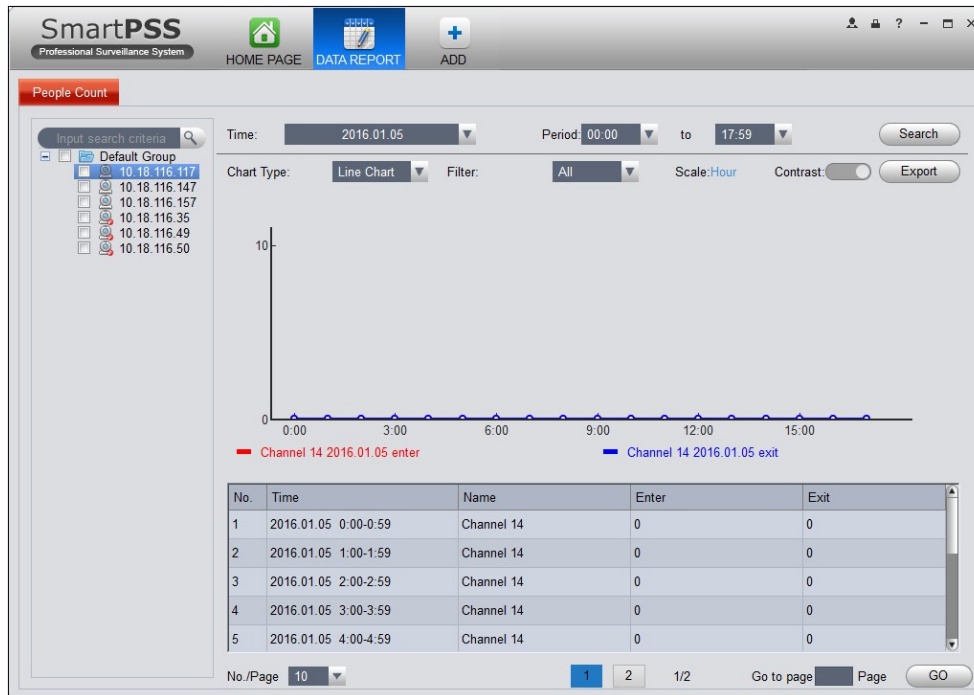 SmartPSS
Professional Surveillance System
HOME PAGE
DATA REPORT
ADD
?
People Count
Input search criteria
Default Group
10.18.116.117
10.18.116.147
10.18.116.157
10.18.116.35
10.18.116.49
10.18.116.50
Time: 2016.01.05 Period: 00:00 to 17:59 Search
Chart Type: Line Chart Filter: All Scale:Hour Contrast: Export
10
0
0:00 3:00 6:00 9:00 12:00 15:00
Channel 14 2016.01.05 enter Channel 14 2016.01.05 exit
No. Time Name Enter Exit
1 2016.01.05 0:00-0:59 Channel 14 0 0
2 2016.01.05 1:00-1:59 Channel 14 0 0
3 2016.01.05 2:00-2:59 Channel 14 0 0
4 2016.01.05 3:00-3:59 Channel 14 0 0
5 2016.01.05 4:00-4:59 Channel 14 0 0
No./Page 10 1 2 1/2 Go to page Page GO